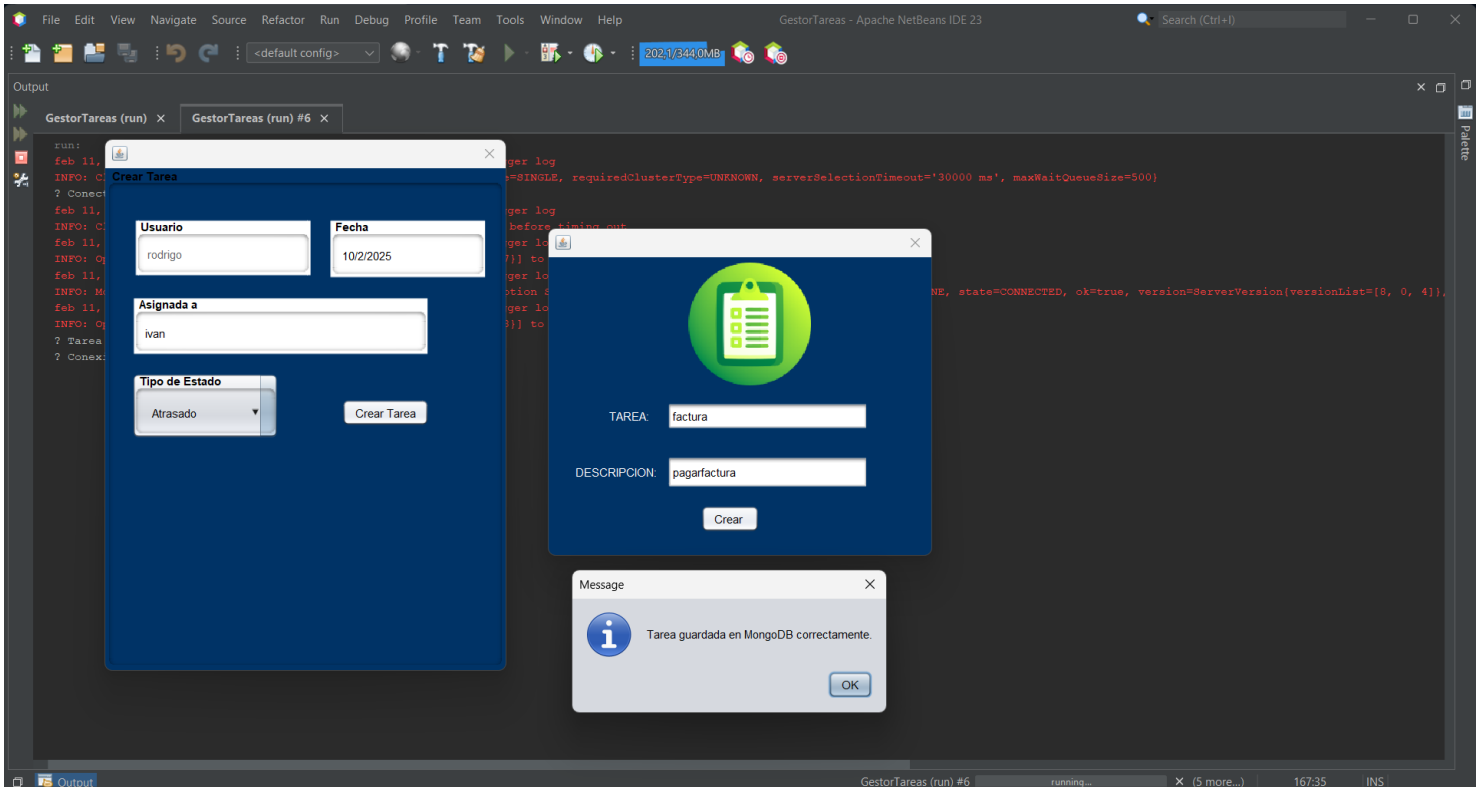 File Edit View Navigate Source Refactor Run Debug Profile Team Tools Window Help
GestorTareas - Apache NetBeans IDE 23
Search (Ctrl+I)
<default config>
202,1/344,0MB
Output
GestorTareas (run)
GestorTareas (run) #6
Palette
run:
feb 11, ger log
INFO: C =SINGLE, requiredClusterType=UNKNOWN, serverSelectionTimeout='30000 ms', maxWaitQueueSize=500}
? Conect
feb 11, ger log
INFO: C before timing out
feb 11, ger lo
INFO: Op }] to
feb 11, ger lo
INFO: Mo ption S NE, state=CONNECTED, ok=true, version=ServerVersion{versionList=[8, 0, 4]},
feb 11, ger lo
INFO: Op }] to
? Tarea
? Conex
Crear Tarea
Usuario
rodrigo
Fecha
10/2/2025
Asignada a
ivan
Tipo de Estado
Atrasado
Crear Tarea
TAREA:
factura
DESCRIPCION:
pagarfactura
Crear
Message
Tarea guardada en MongoDB correctamente.
OK
Output
GestorTareas (run) #6
running...
(5 more...)
167:35
INS